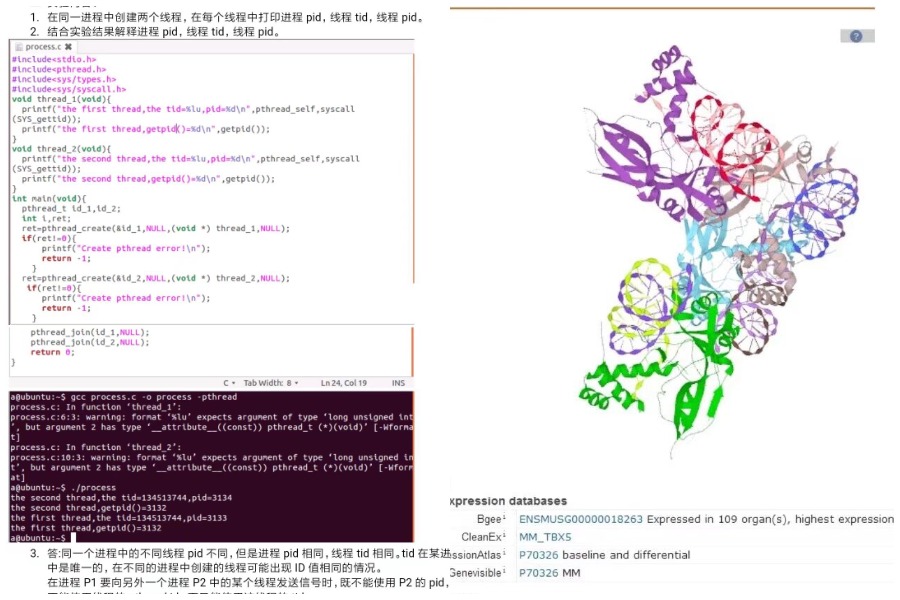 1. 在同一进程中创建两个线程，在每个线程中打印进程 pid，线程 tid，线程 pid。
2. 结合实验结果解释进程 pid，线程 tid，线程 pid。
process.c ✖
#include<stdio.h>
#include<pthread.h>
#include<sys/types.h>
#include<sys/syscall.h>
void thread_1(void){
printf("the first thread,the tid=%lu,pid=%d\n",pthread_self,syscall
(SYS_gettid));
printf("the first thread,getpid()=%d\n",getpid());
}
void thread_2(void){
printf("the second thread,the tid=%lu,pid=%d\n",pthread_self,syscall
(SYS_gettid));
printf("the second thread,getpid()=%d\n",getpid());
}
int main(void){
pthread_t id_1,id_2;
int i,ret;
ret=pthread_create(&id_1,NULL,(void *) thread_1,NULL);
if(ret!=0){
printf("Create pthread error!\n");
return -1;
}
ret=pthread_create(&id_2,NULL,(void *) thread_2,NULL);
if(ret!=0){
printf("Create pthread error!\n");
return -1;
}
pthread_join(id_1,NULL);
pthread_join(id_2,NULL);
return 0;
}
C Tab Width: 8 Ln 24, Col 19 INS
a@ubuntu:~$ gcc process.c -o process -pthread
process.c: In function ‘thread_1’:
process.c:6:3: warning: format ‘%lu’ expects argument of type ‘long unsigned int
’, but argument 2 has type ‘__attribute__((const)) pthread_t (*)(void)’ [-Wforma
t]
process.c: In function ‘thread_2’:
process.c:10:3: warning: format ‘%lu’ expects argument of type ‘long unsigned in
t’, but argument 2 has type ‘__attribute__((const)) pthread_t (*)(void)’ [-Wform
at]
a@ubuntu:~$ ./process
the second thread,the tid=134513744,pid=3134
the second thread,getpid()=3132
the first thread,the tid=134513744,pid=3133
the first thread,getpid()=3132
a@ubuntu:~$
3. 答:同一个进程中的不同线程 pid 不同，但是进程 pid 相同，线程 tid 相同。tid 在某进
中是唯一的，在不同的进程中创建的线程可能出现 ID 值相同的情况。
在进程 P1 要向另外一个进程 P2 中的某个线程发送信号时，既不能使用 P2 的 pid，
?
xpression databases
Bgee i ENSMUSG00000018263 Expressed in 109 organ(s), highest expression
CleanEx i MM_TBX5
ssionAtlas i P70326 baseline and differential
Genevisible i P70326 MM